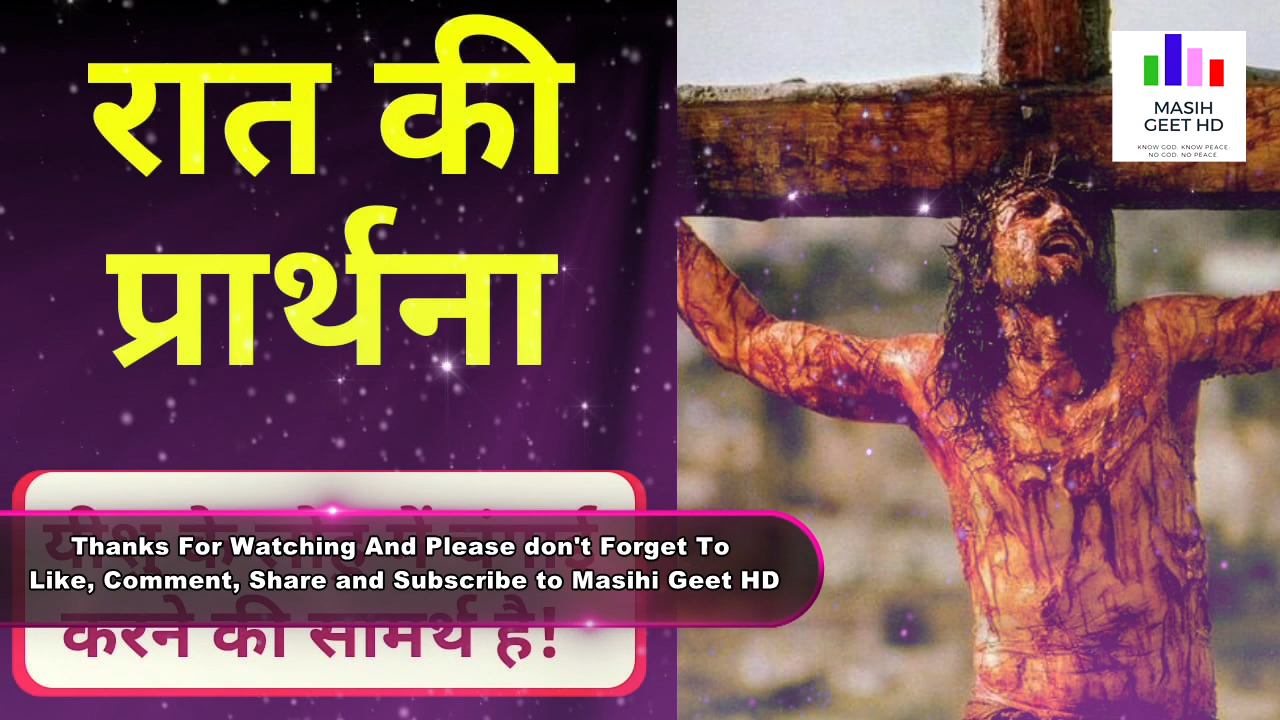 रात की
प्रार्थना
MASIH
GEET HD
KNOW GOD. KNOW PEACE.
NO GOD. NO PEACE
यीशु के लोहू में चंगाई
Thanks For Watching And Please don't Forget To
Like, Comment, Share and Subscribe to Masihi Geet HD
करने की सामर्थ है!